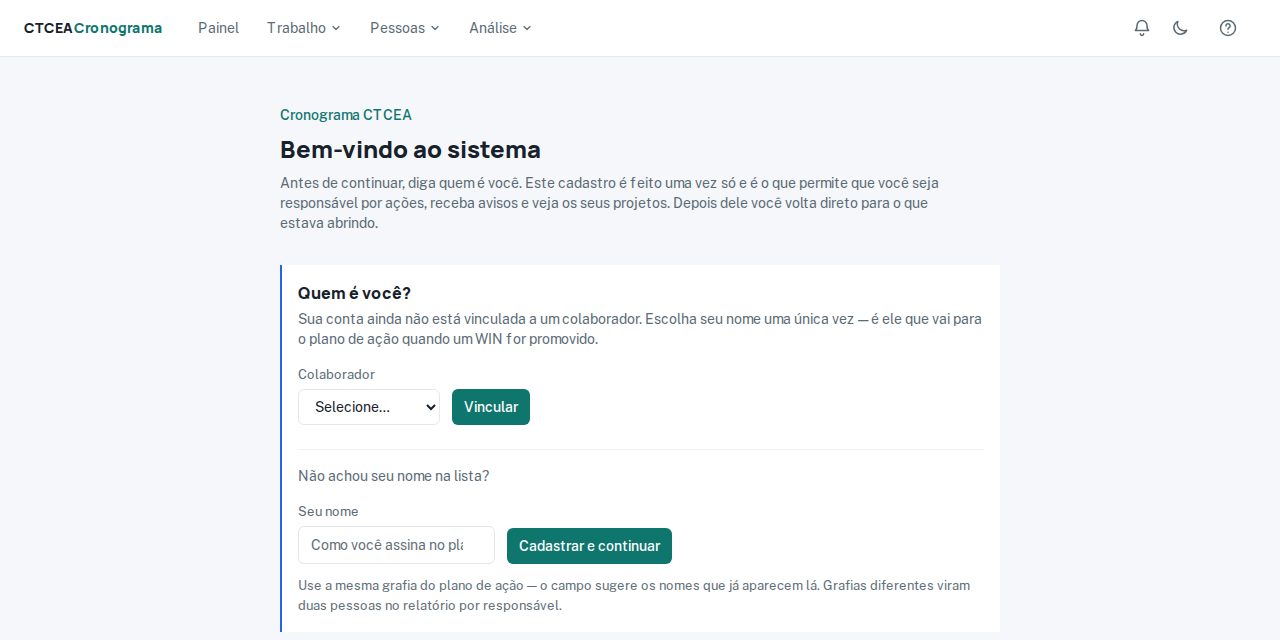 CTCEACronograma Painel Trabalho Pessoas Análise
Cronograma CTCEA
Bem-vindo ao sistema
Antes de continuar, diga quem é você. Este cadastro é feito uma vez só e é o que permite que você seja
responsável por ações, receba avisos e veja os seus projetos. Depois dele você volta direto para o que
estava abrindo.
Quem é você?
Sua conta ainda não está vinculada a um colaborador. Escolha seu nome uma única vez — é ele que vai para
o plano de ação quando um WIN for promovido.
Colaborador
Selecione... Vincular
Não achou seu nome na lista?
Seu nome
Como você assina no pla Cadastrar e continuar
Use a mesma grafia do plano de ação — o campo sugere os nomes que já aparecem lá. Grafias diferentes viram
duas pessoas no relatório por responsável.